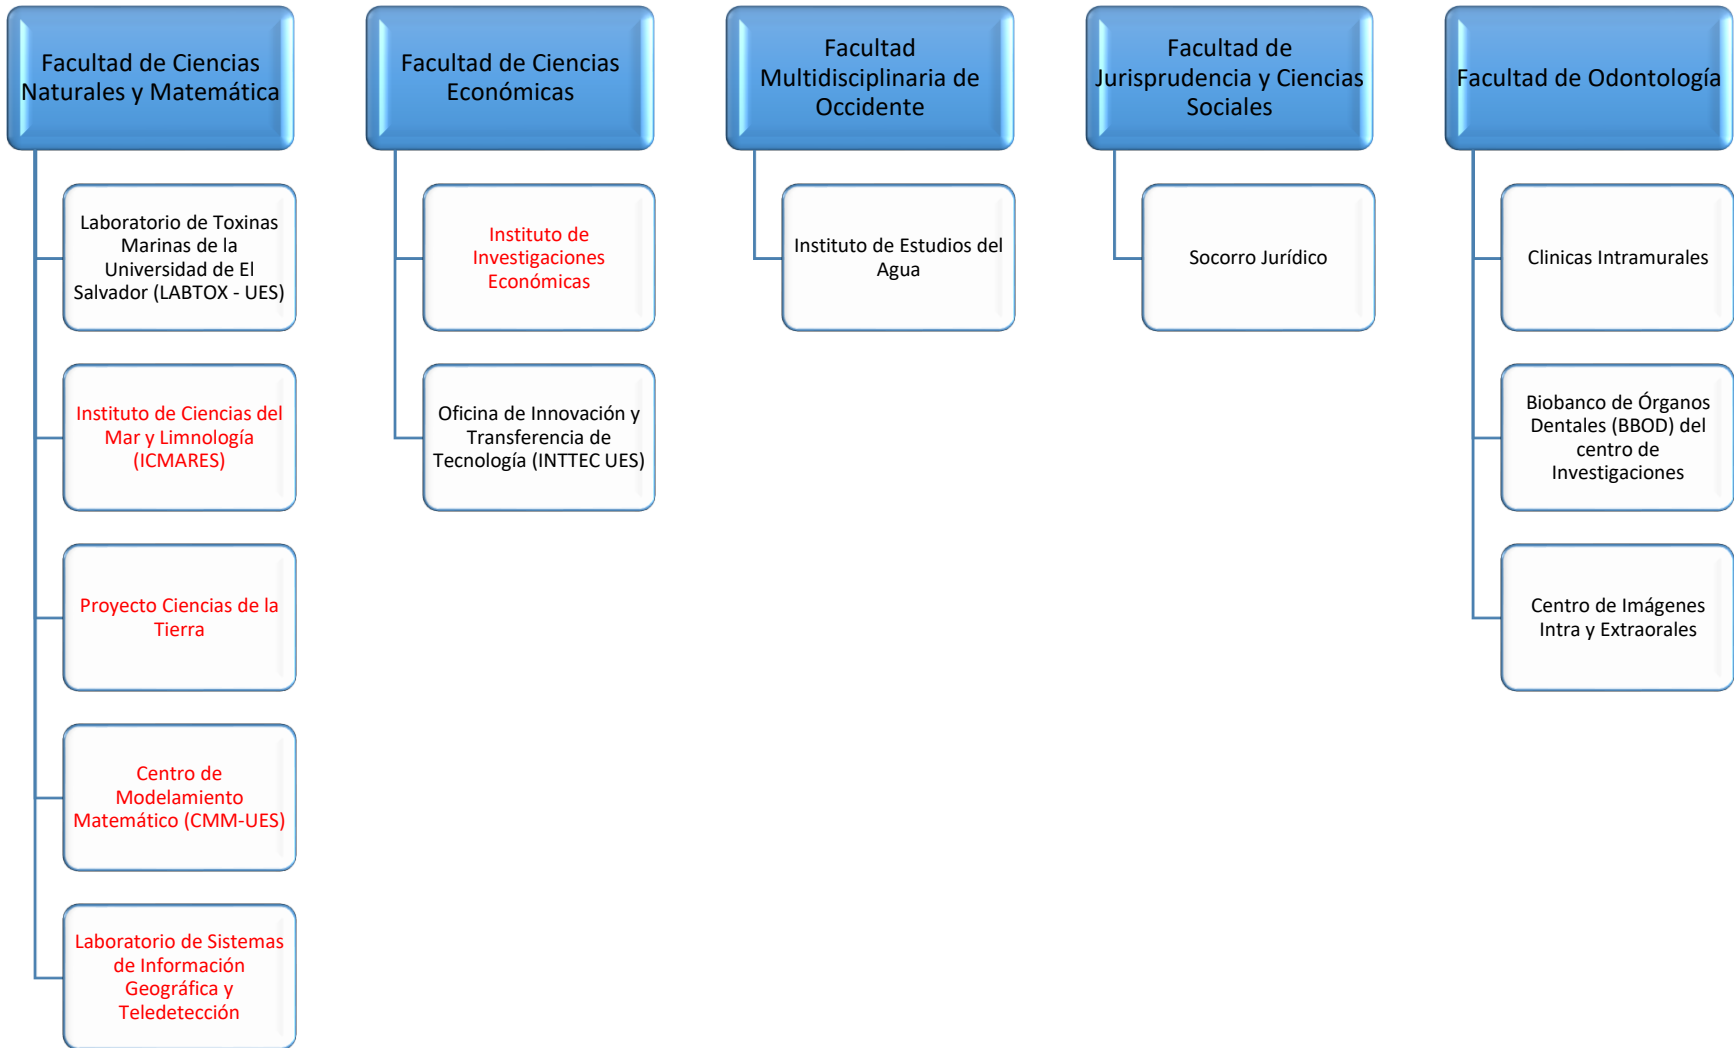 Facultad de Ciencias
Naturales y Matemática
Laboratorio de Toxinas
Marinas de la
Universidad de El
Salvador (LABTOX - UES)
Instituto de Ciencias del
Mar y Limnología
(ICMARES)
Proyecto Ciencias de la
Tierra
Centro de
Modelamiento
Matemático (CMM-UES)
Laboratorio de Sistemas
de Información
Geográfica y
Teledetección
Facultad de Ciencias
Económicas
Instituto de
Investigaciones
Económicas
Oficina de Innovación y
Transferencia de
Tecnología (INTTEC UES)
Facultad
Multidisciplinaria de
Occidente
Instituto de Estudios del
Agua
Facultad de
Jurisprudencia y Ciencias
Sociales
Socorro Jurídico
Facultad de Odontología
Clinicas Intramurales
Biobanco de Órganos
Dentales (BBOD) del
centro de
Investigaciones
Centro de Imágenes
Intra y Extraorales